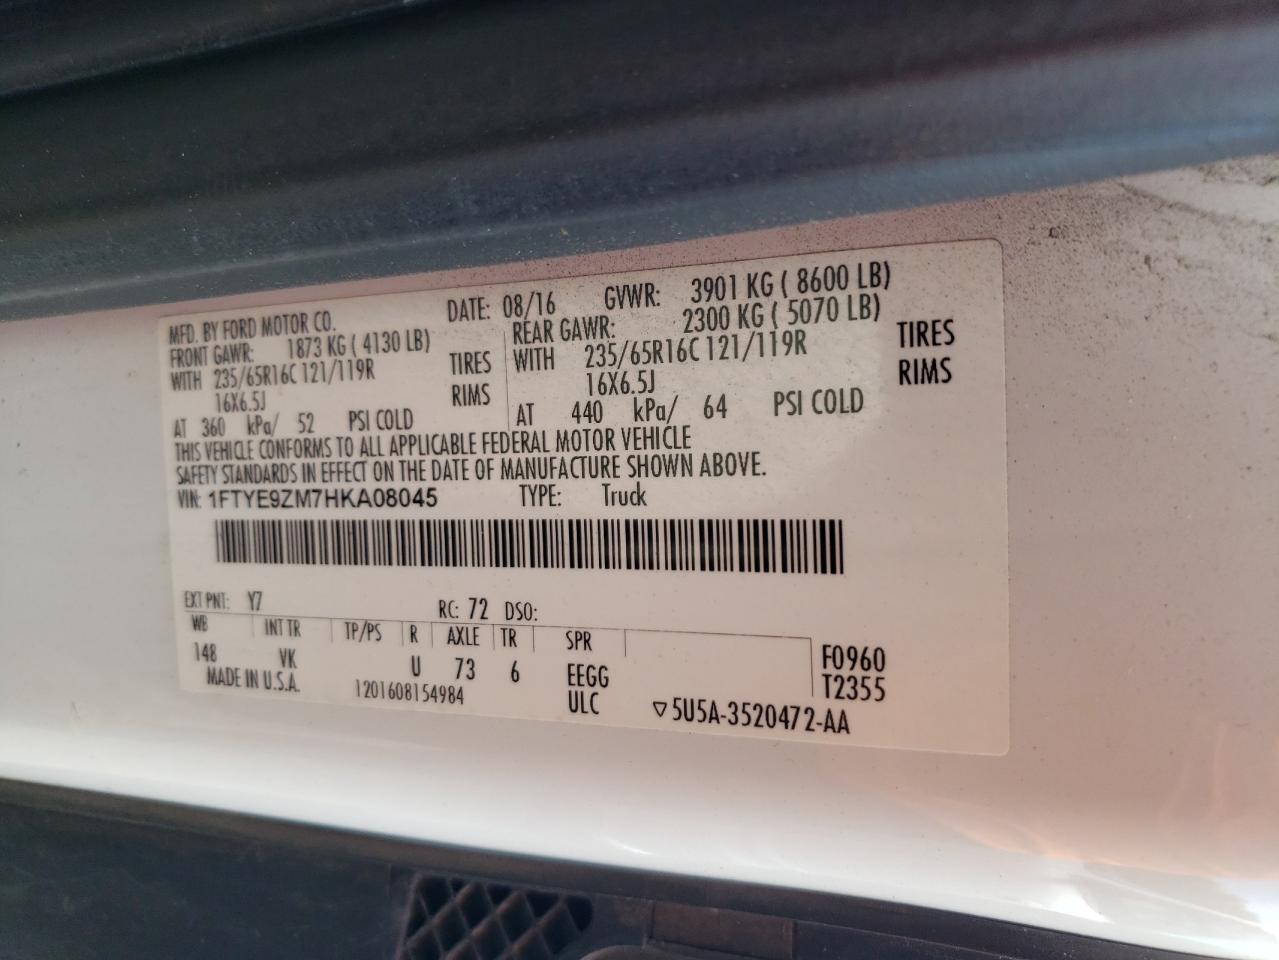 MFD. BY FORD MOTOR CO. DATE: 08/16 GVWR: 3901 KG ( 8600 LB)
FRONT GAWR: 1873 KG ( 4130 LB) REAR GAWR: 2300 KG ( 5070 LB)
WITH 235/65R16C 121/119R TIRES WITH 235/65R16C 121/119R TIRES
16X6.5J RIMS 16X6.5J RIMS
AT 360 kPa/ 52 PSI COLD AT 440 kPa/ 64 PSI COLD
THIS VEHICLE CONFORMS TO ALL APPLICABLE FEDERAL MOTOR VEHICLE
SAFETY STANDARDS IN EFFECT ON THE DATE OF MANUFACTURE SHOWN ABOVE.
VIN: 1FTYE9ZM7HKA08045 TYPE: Truck
EXT PNT: Y7 RC: 72 DSO:
WB INT TR TP/PS R AXLE TR SPR
148 VK U 73 6 EEGG F0960
MADE IN U.S.A. 1201608154984 ULC T2355
▽5U5A-3520472-AA